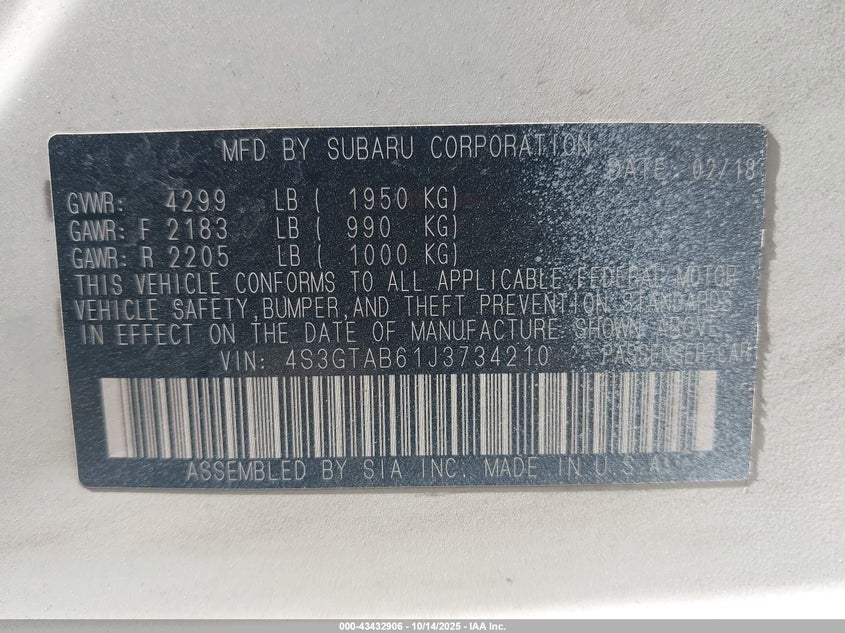 MFD BY SUBARU CORPORATION DATE: 02/18
GVWR: 4299 LB ( 1950 KG)
GAWR: F 2183 LB ( 990 KG)
GAWR: R 2205 LB ( 1000 KG)
THIS VEHICLE CONFORMS TO ALL APPLICABLE FEDERAL MOTOR
VEHICLE SAFETY,BUMPER,AND THEFT PREVENTION STANDARDS
IN EFFECT ON THE DATE OF MANUFACTURE SHOWN ABOVE.
VIN: 4S3GTAB61J3734210 PASSENGER CAR
ASSEMBLED BY SIA INC. MADE IN U.S.A.
000-43432906 | 10/14/2025 - IAA Inc.